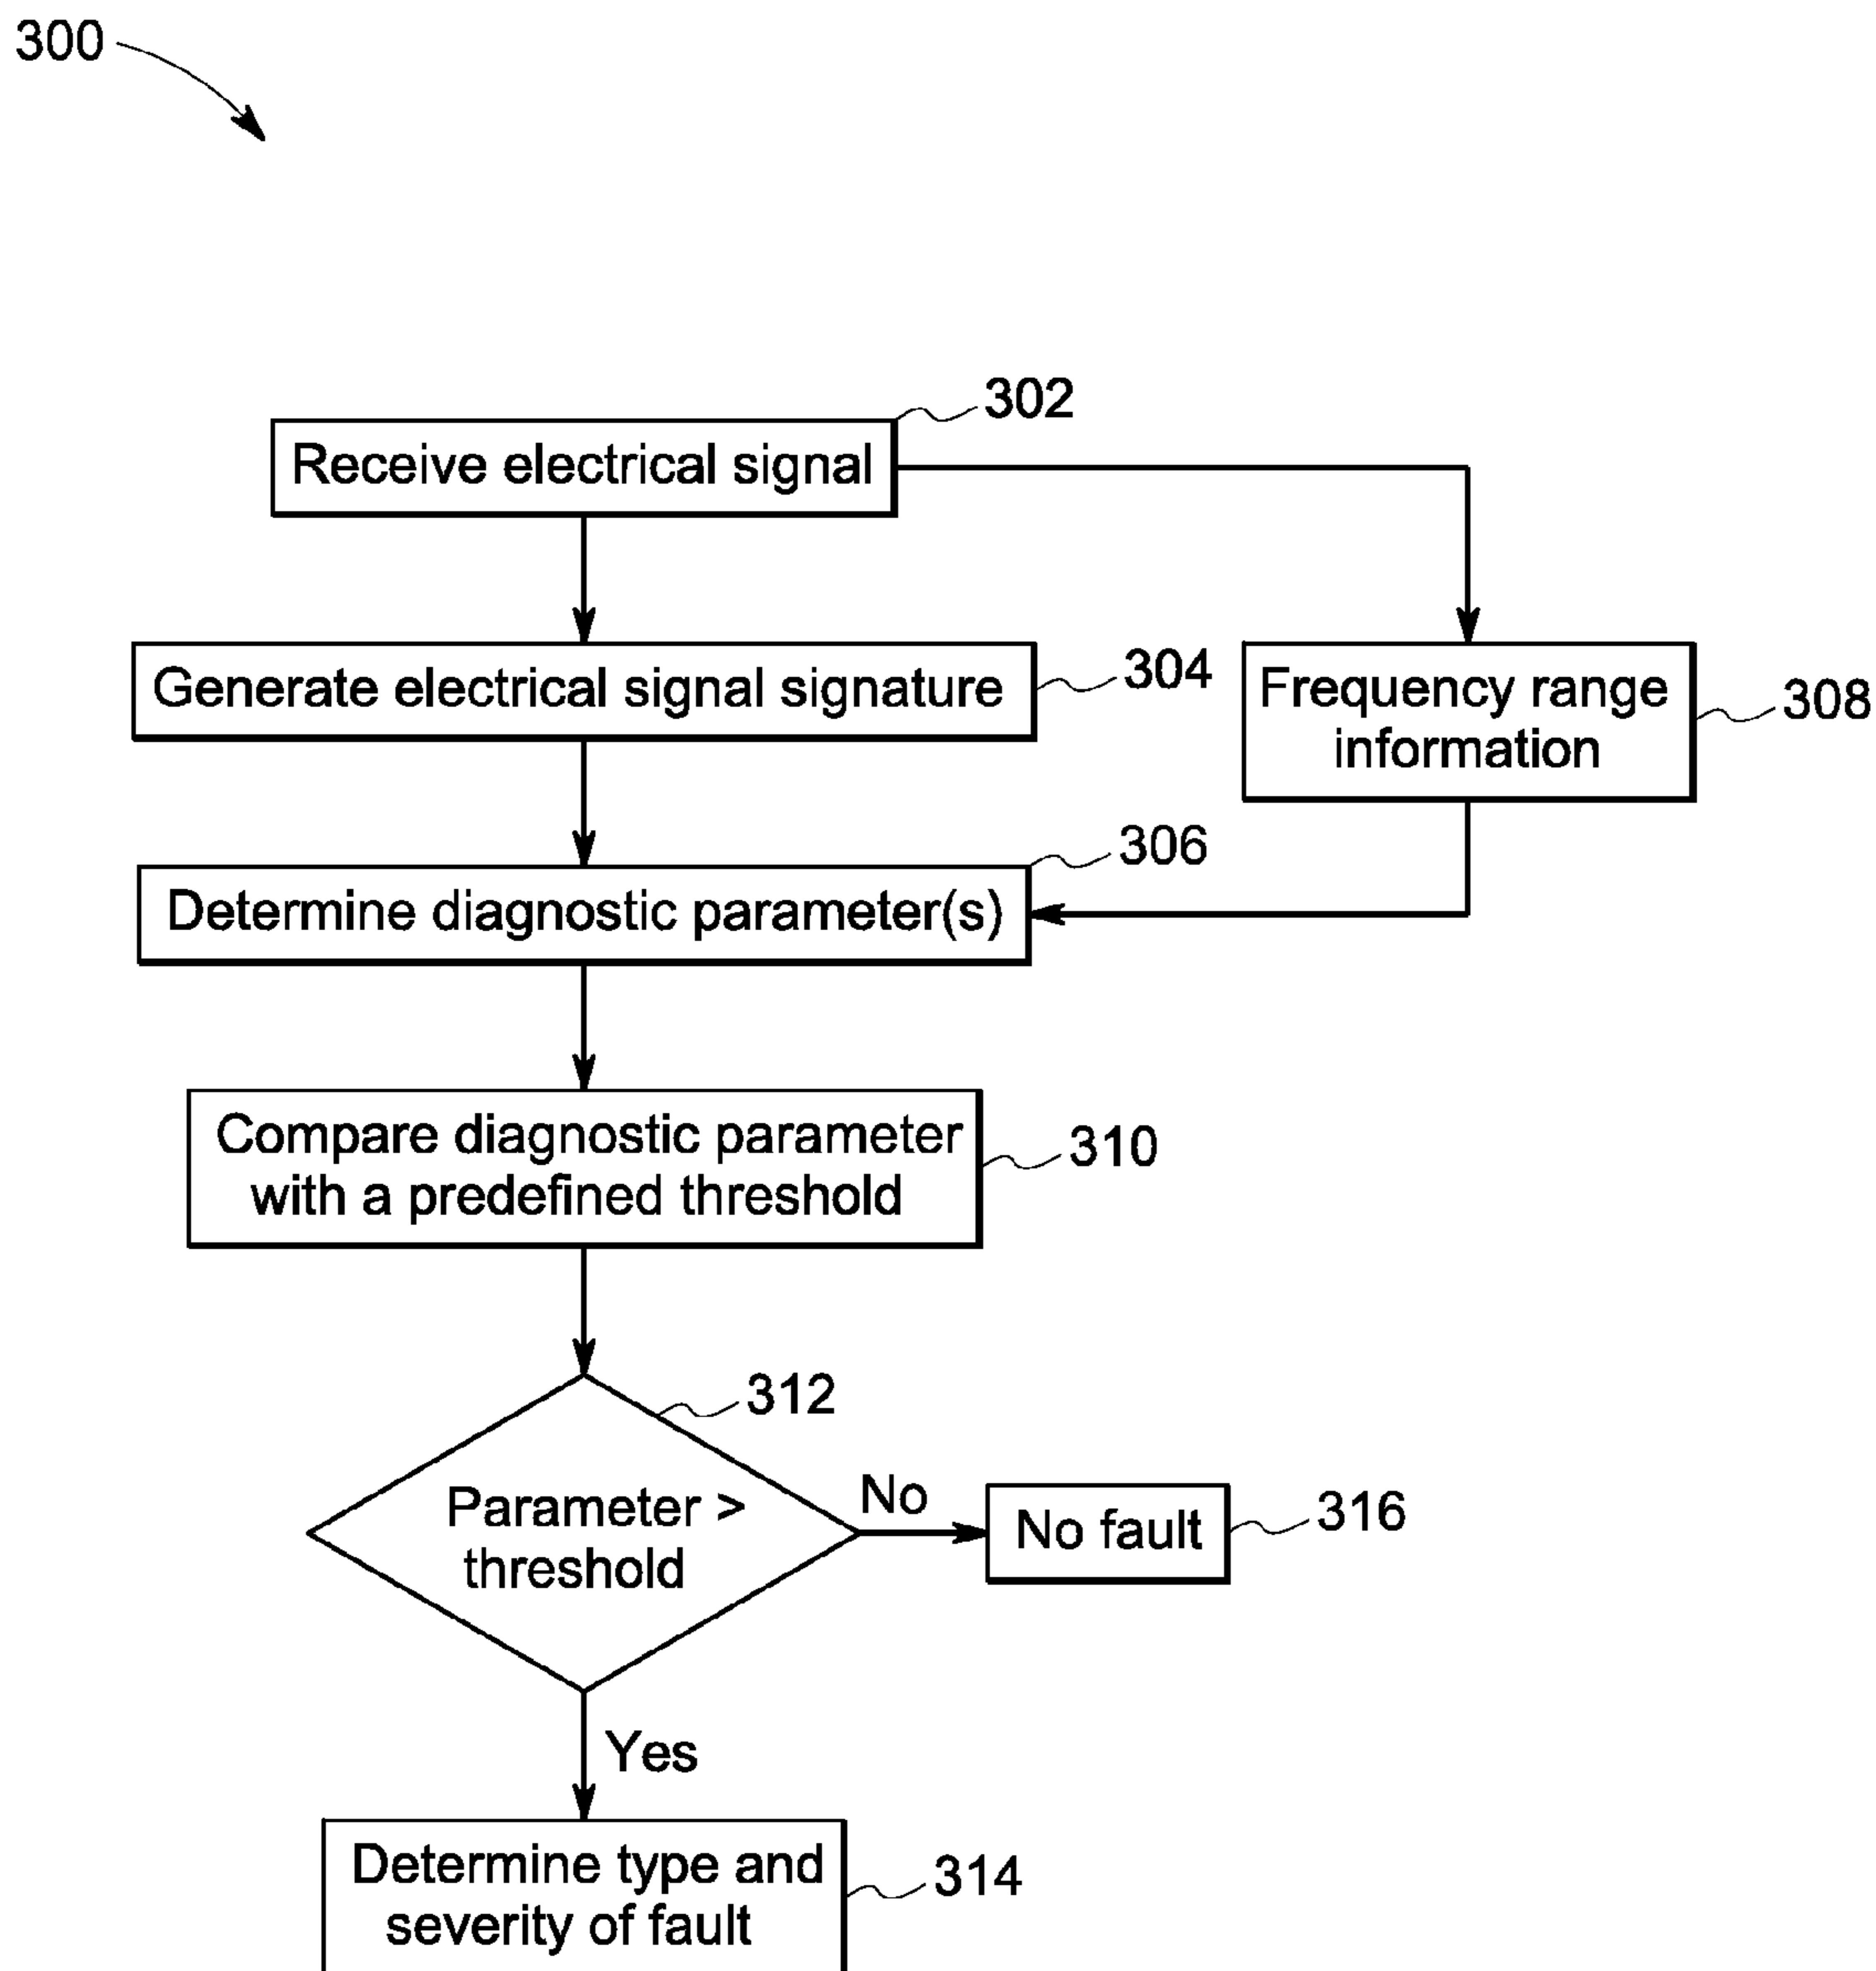 300
302
Receive electrical signal
304
Generate electrical signal signature
Frequency range
information
308
306
Determine diagnostic parameter(s)
Compare diagnostic parameter
with a predefined threshold
310
312
Parameter >
threshold
No
No fault
316
Yes
Determine type and
severity of fault
314